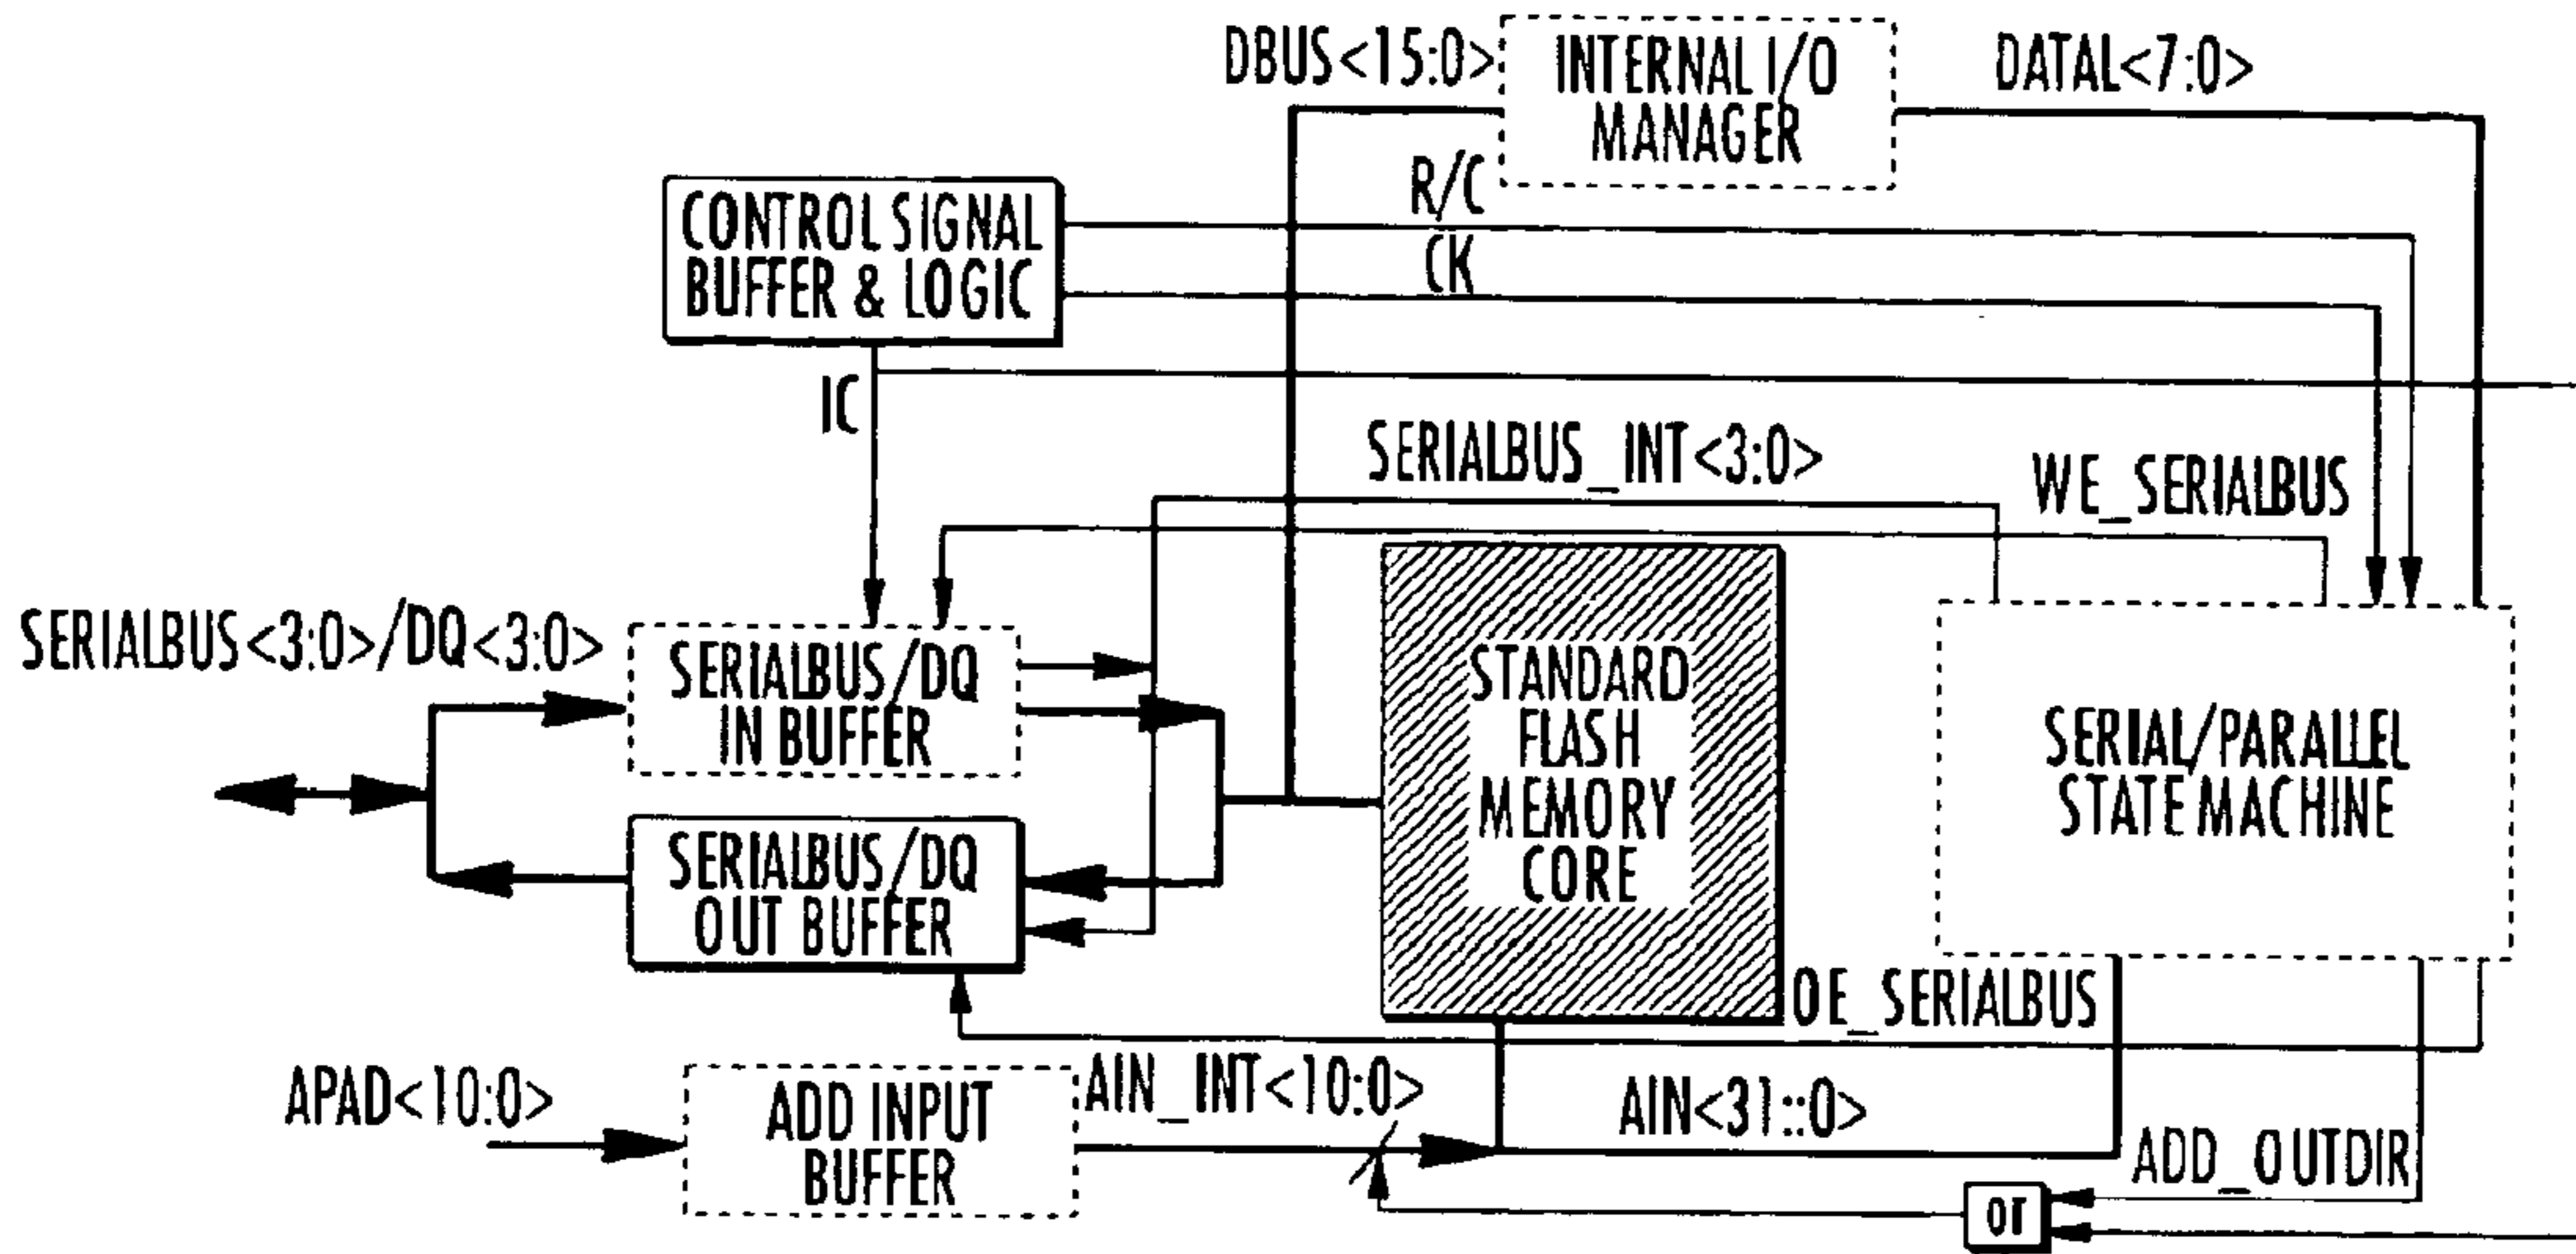 DBUS<15:0>
INTERNAL I/O
MANAGER
DATAL<7:0>
CONTROL SIGNAL
BUFFER & LOGIC
R/C
CK
IC
SERIALBUS_INT<3:0>
WE_SERIALBUS
SERIALBUS<3:0>/DQ<3:0>
SERIALBUS/DQ
IN BUFFER
STANDARD
FLASH
MEMORY
CORE
SERIAL/PARALLEL
STATE MACHINE
SERIALBUS/DQ
OUT BUFFER
OE_SERIALBUS
APAD<10:0>
ADD INPUT
BUFFER
AIN_INT<10:0>
AIN<31::0>
ADD_OUTDIR
OT